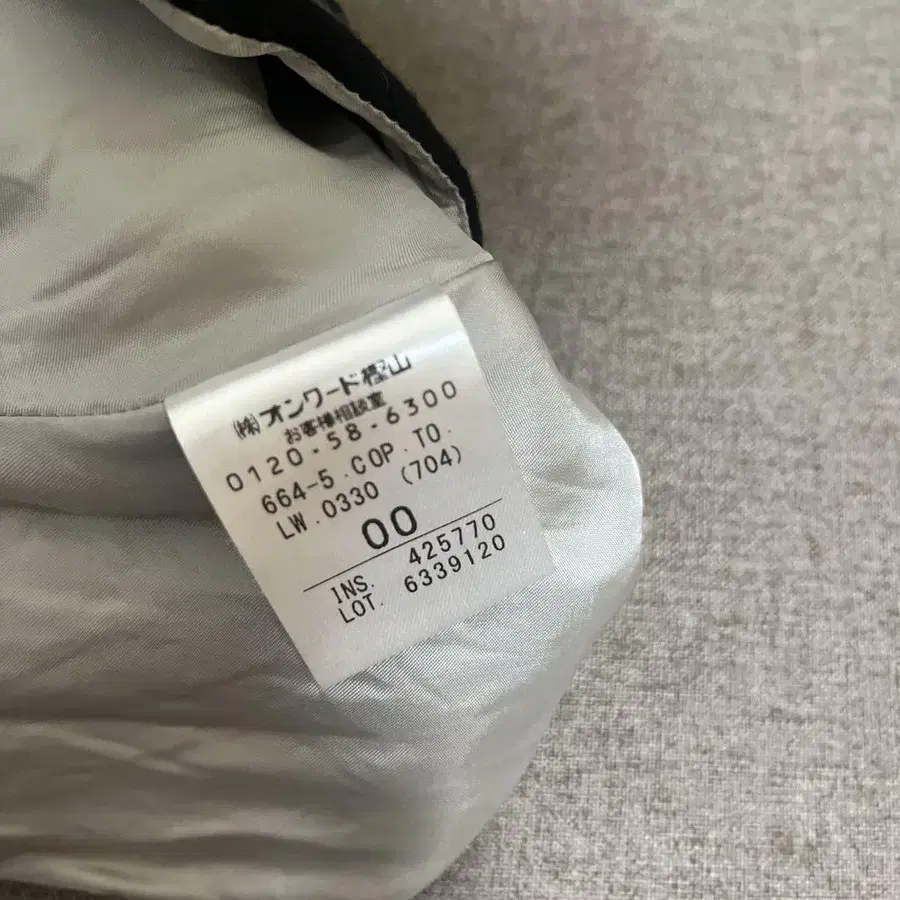 ㈱オンワード樫山
お客様相談室
0120-58-6300
664-5.COP.TO.
LW.0330 (704)
00
INS. 425770
LOT. 6339120